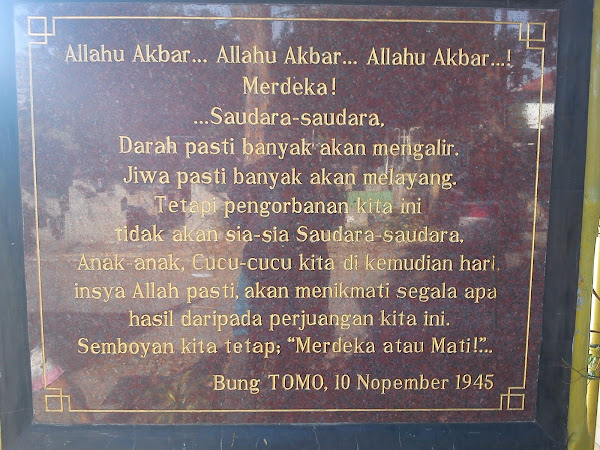 Allahu Akbar... Allahu Akbar... Allahu Akbar...!
Merdeka!
...Saudara-saudara,
Darah pasti banyak akan mengalir.
Jiwa pasti banyak akan melayang.
Tetapi pengorbanan kita ini
tidak akan sia-sia Saudara-saudara,
Anak-anak, Cucu-cucu kita di kemudian hari,
insya Allah pasti, akan menikmati segala apa
hasil daripada perjuangan kita ini.
Semboyan kita tetap; "Merdeka atau Mati!"...
Bung TOMO, 10 Nopember 1945